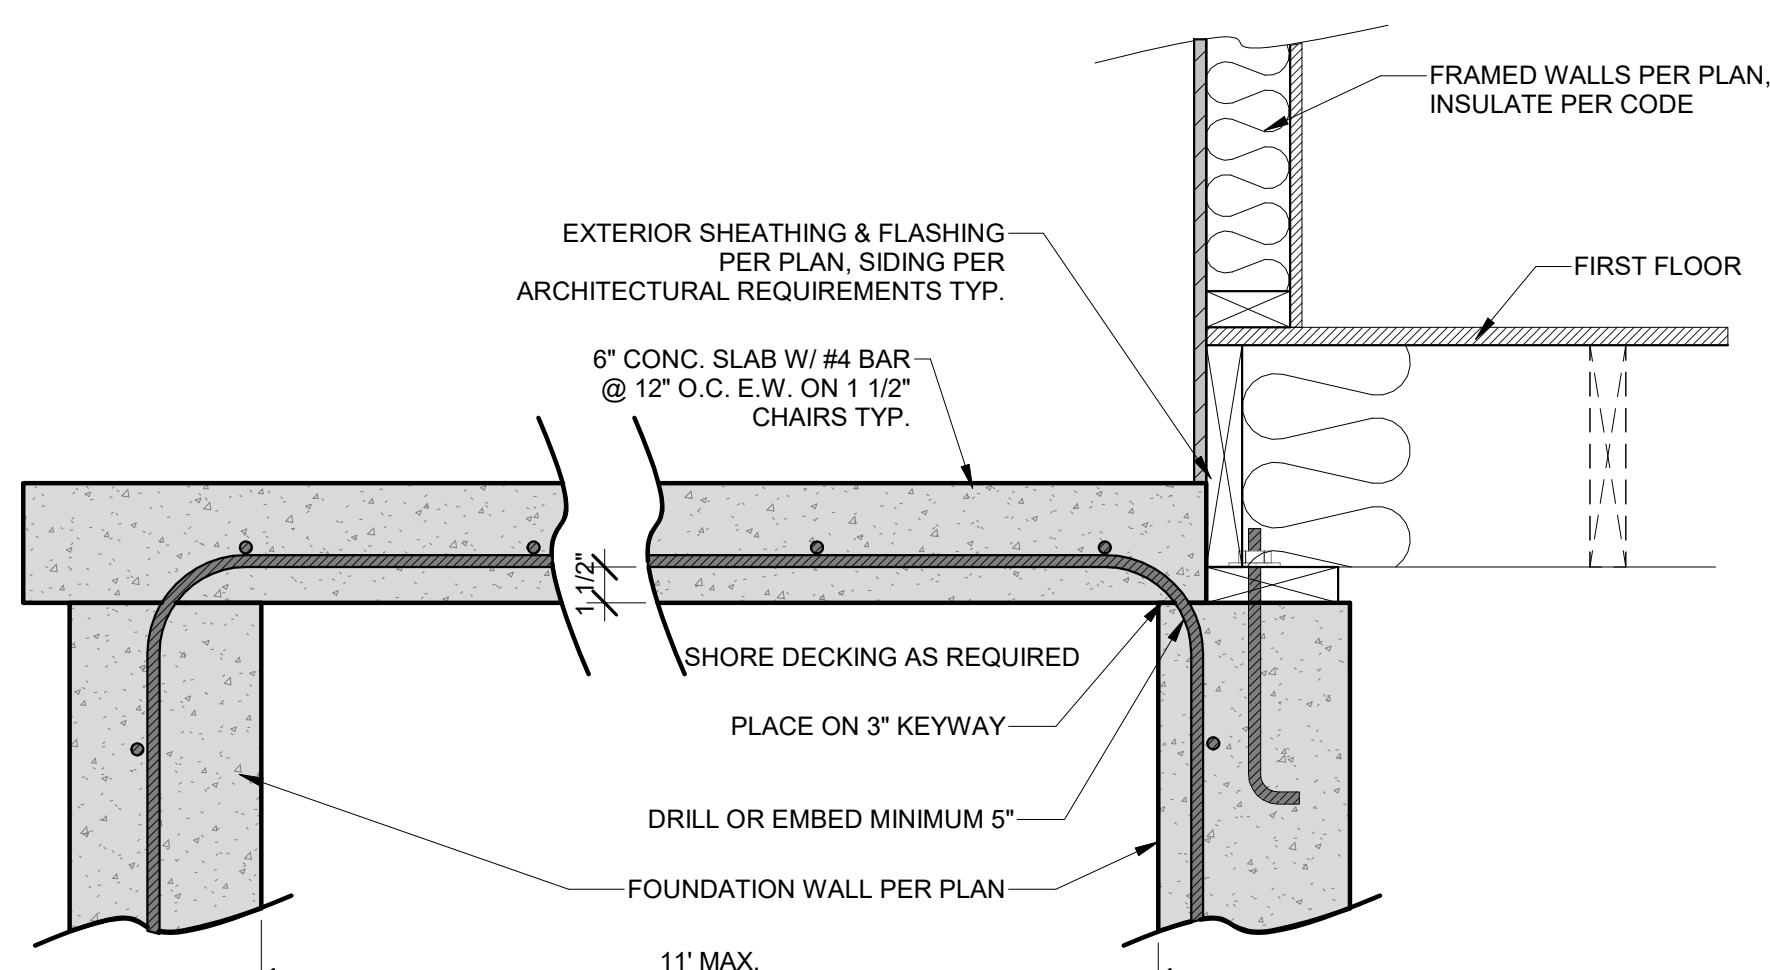 FRAMED WALLS PER PLAN,
INSULATE PER CODE
EXTERIOR SHEATHING & FLASHING
PER PLAN, SIDING PER
ARCHITECTURAL REQUIREMENTS TYP.
FIRST FLOOR
6" CONC. SLAB W/ #4 BAR
@ 12" O.C. E.W. ON 1 1/2"
CHAIRS TYP.
1 1/2"
SHORE DECKING AS REQUIRED
PLACE ON 3" KEYWAY
DRILL OR EMBED MINIMUM 5"
FOUNDATION WALL PER PLAN
11' MAX.